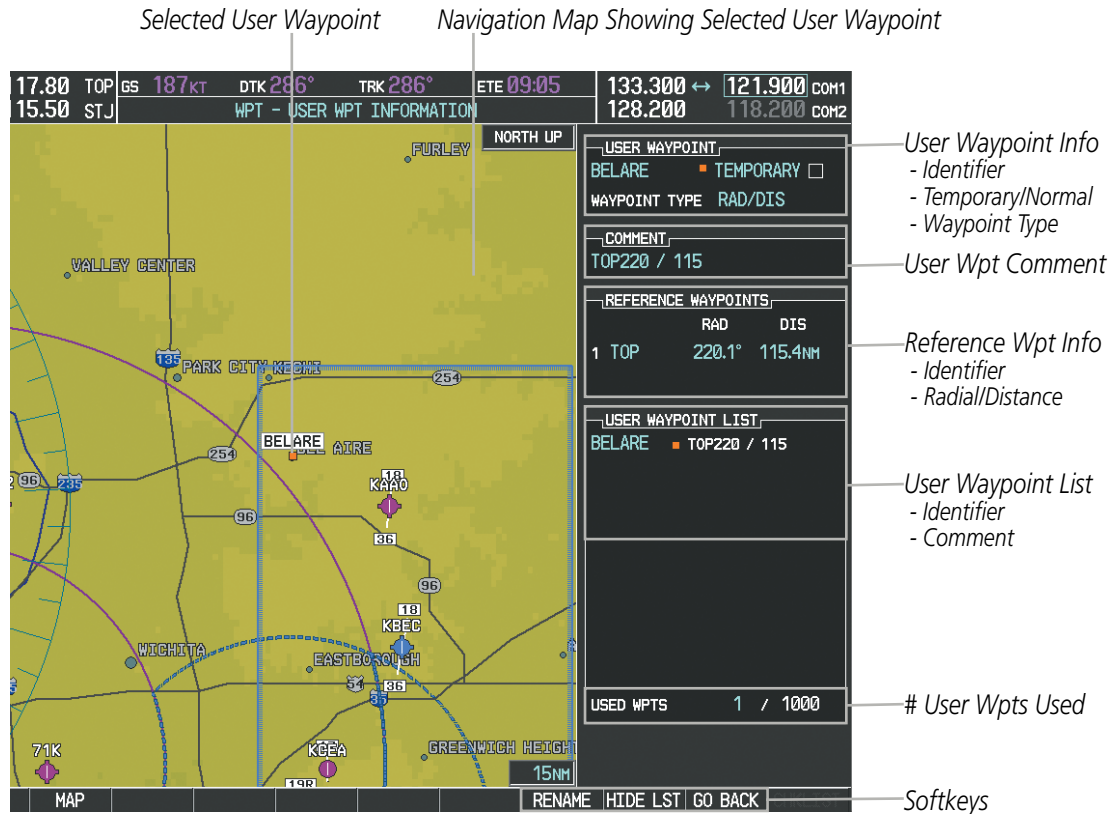 Selected User Waypoint
Navigation Map Showing Selected User Waypoint
17.80 TOP GS 187KT DTK 286° TRK 286° ETE 09:05 133.300 ↔ 121.900 COM1
15.50 STJ WPT - USER WPT INFORMATION 128.200 118.200 COM2
NORTH UP
FURLEY
VALLEY CENTER
135
PARK CITY KECHI
254
BELARE
AIRE
254
96
235
18
KAAO
36
96
96
18
KBEC
WICHITA
EASTBOROUGH
54
36
35
71K
KCEA
GREENWICH HEIGHT
19R
15NM
USER WAYPOINT
BELARE TEMPORARY
WAYPOINT TYPE RAD/DIS
COMMENT
TOP220 / 115
REFERENCE WAYPOINTS
RAD DIS
1 TOP 220.1° 115.4NM
USER WAYPOINT LIST
BELARE TOP220 / 115
USED WPTS 1 / 1000
MAP RENAME HIDE LST GO BACK CHKLIST
User Waypoint Info
- Identifier
- Temporary/Normal
- Waypoint Type
User Wpt Comment
Reference Wpt Info
- Identifier
- Radial/Distance
User Waypoint List
- Identifier
- Comment
# User Wpts Used
Softkeys